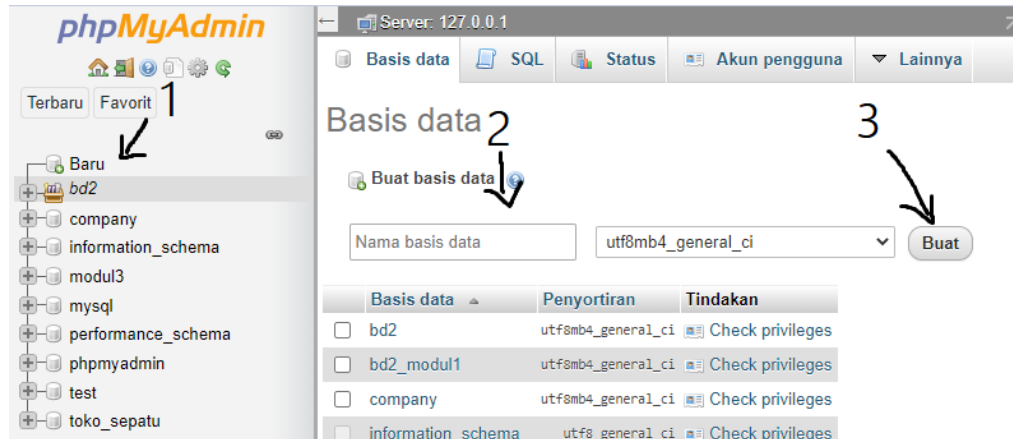 phpMyAdmin
Terbaru Favorit
1
Baru
bd2
company
information_schema
modul3
mysql
performance_schema
phpmyadmin
test
toko_sepatu
Server: 127.0.0.1
Basis data SQL Status Akun pengguna Lainnya
Basis data
2
3
Buat basis data
Nama basis data utf8mb4_general_ci Buat
Basis data Penyortiran Tindakan
bd2 utf8mb4_general_ci Check privileges
bd2_modul1 utf8mb4_general_ci Check privileges
company utf8mb4_general_ci Check privileges
information_schema utf8_general_ci Check privileges